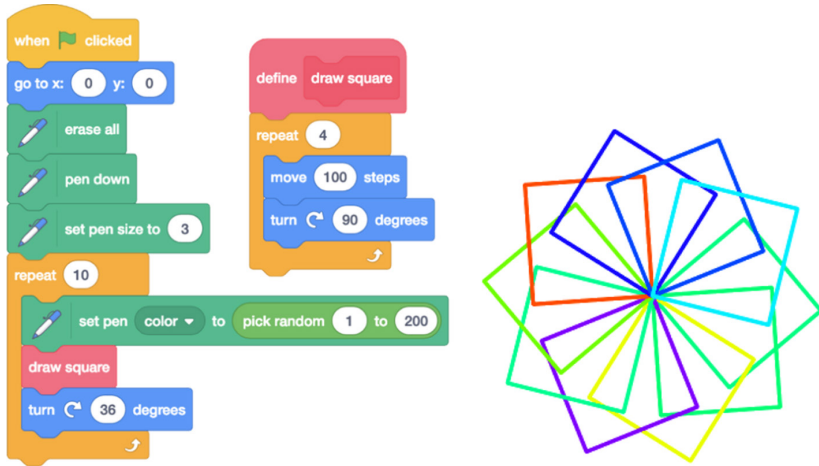 when clicked
go to x: 0 y: 0
erase all
pen down
set pen size to 3
repeat 10
set pen color to pick random 1 to 200
draw square
turn 36 degrees
define draw square
repeat 4
move 100 steps
turn 90 degrees